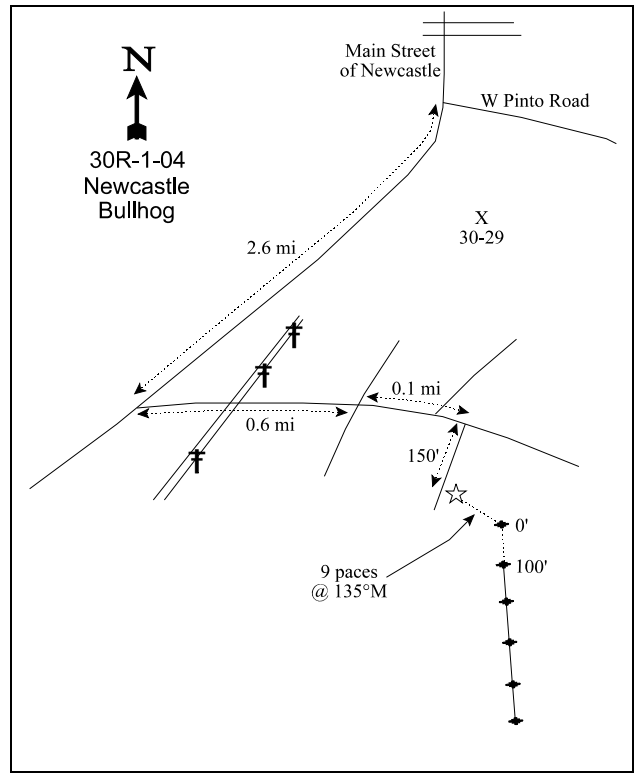 Main Street
of Newcastle
N
W Pinto Road
30R-1-04
Newcastle
Bullhog
X
30-29
2.6 mi
0.1 mi
0.6 mi
150'
0'
100'
9 paces
@ 135°M